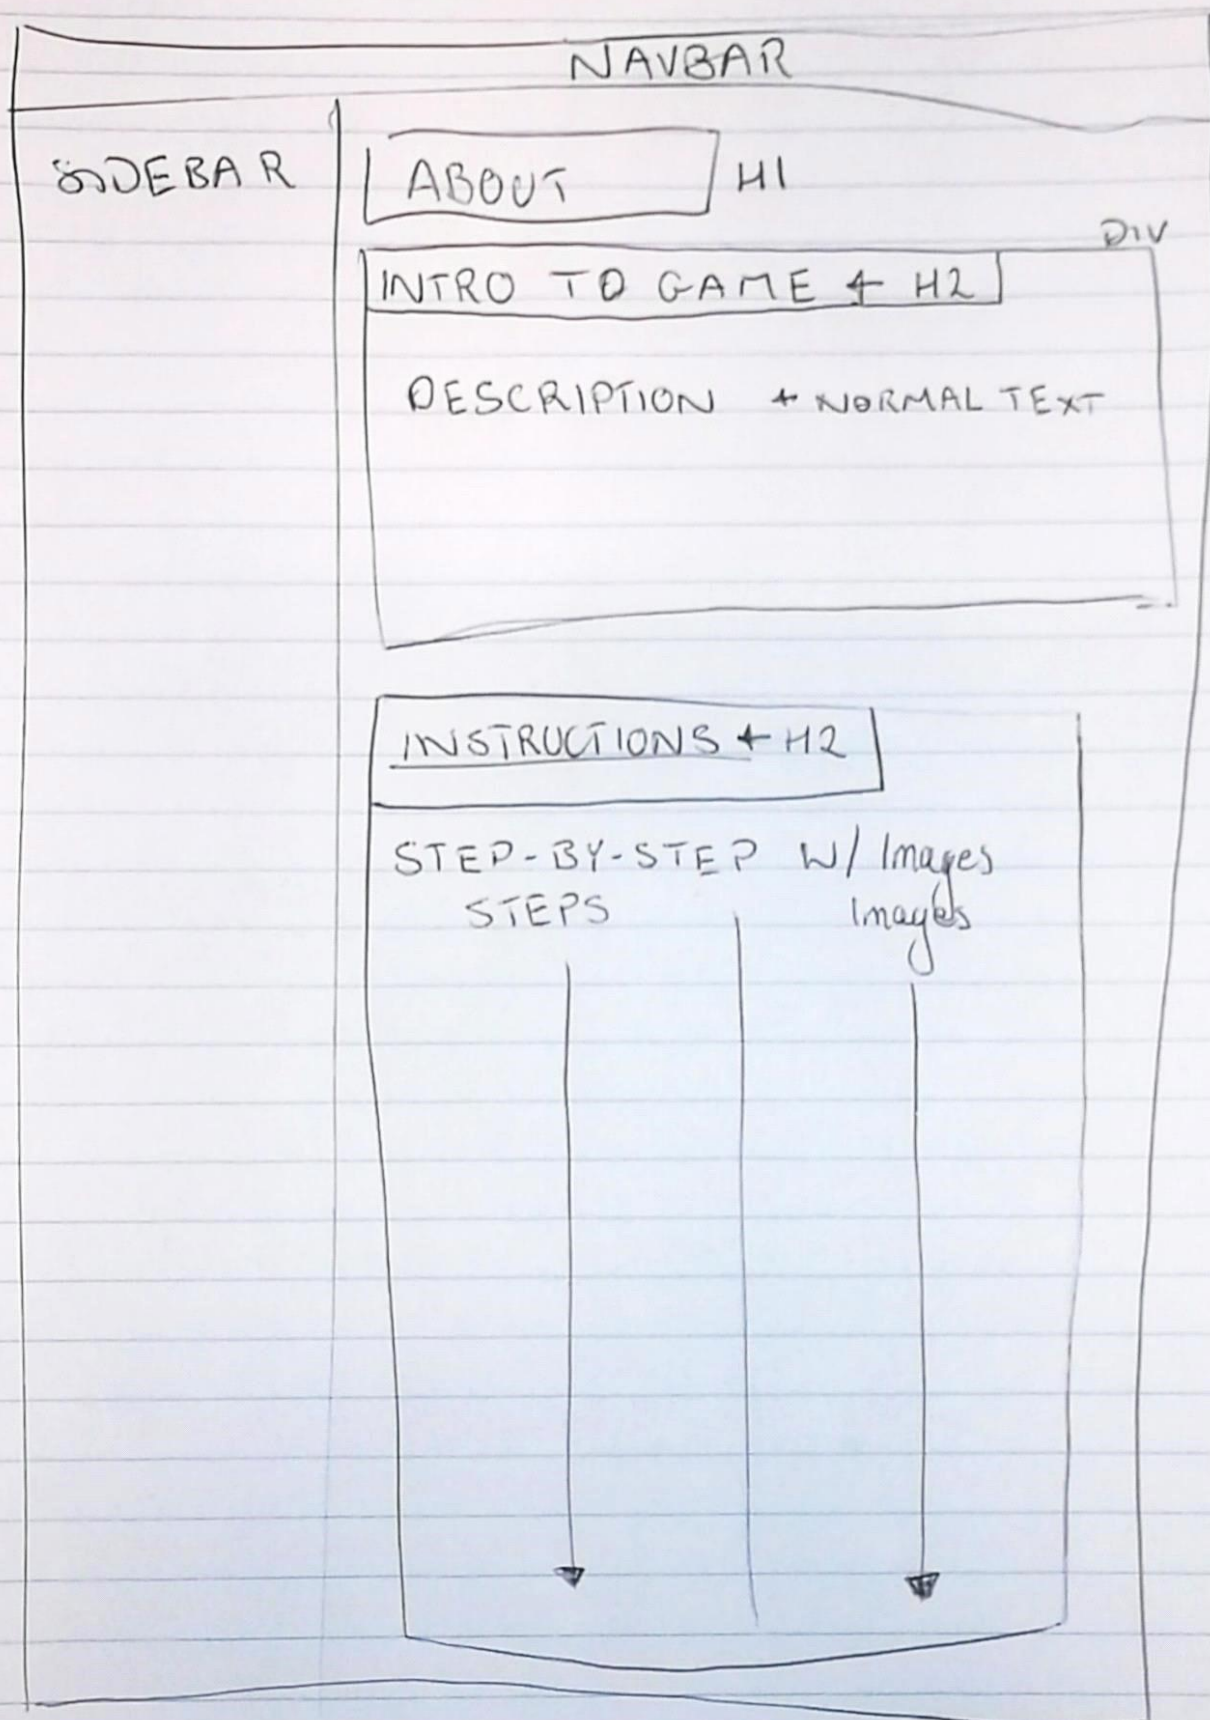 NAVBAR
SIDEBAR
ABOUT H1
DIV
INTRO TO GAME ← H2
DESCRIPTION ← NORMAL TEXT
INSTRUCTIONS ← H2
STEP-BY-STEP W/ Images
STEPS Images